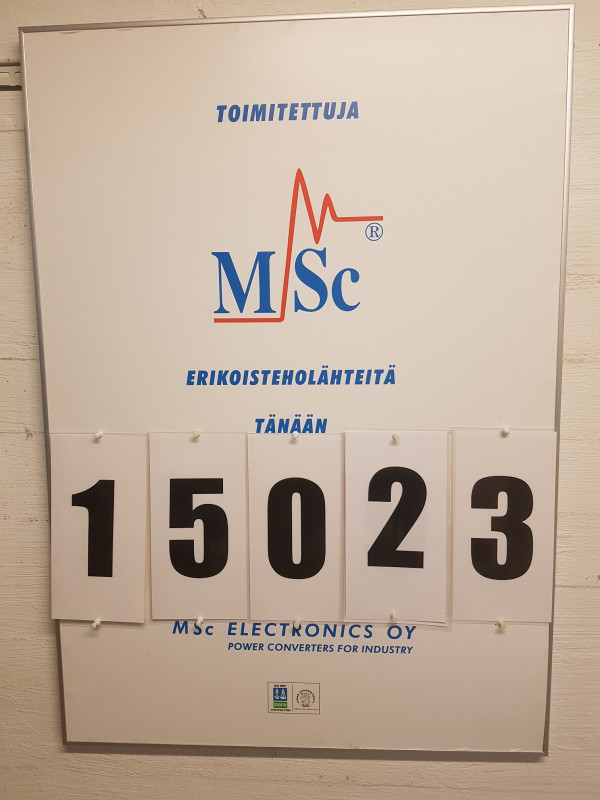 TOIMITETTUJA
MSc®
ERIKOISTEHOLÄHTEITÄ
TÄNÄÄN
15023
MSc ELECTRONICS OY
POWER CONVERTERS FOR INDUSTRY